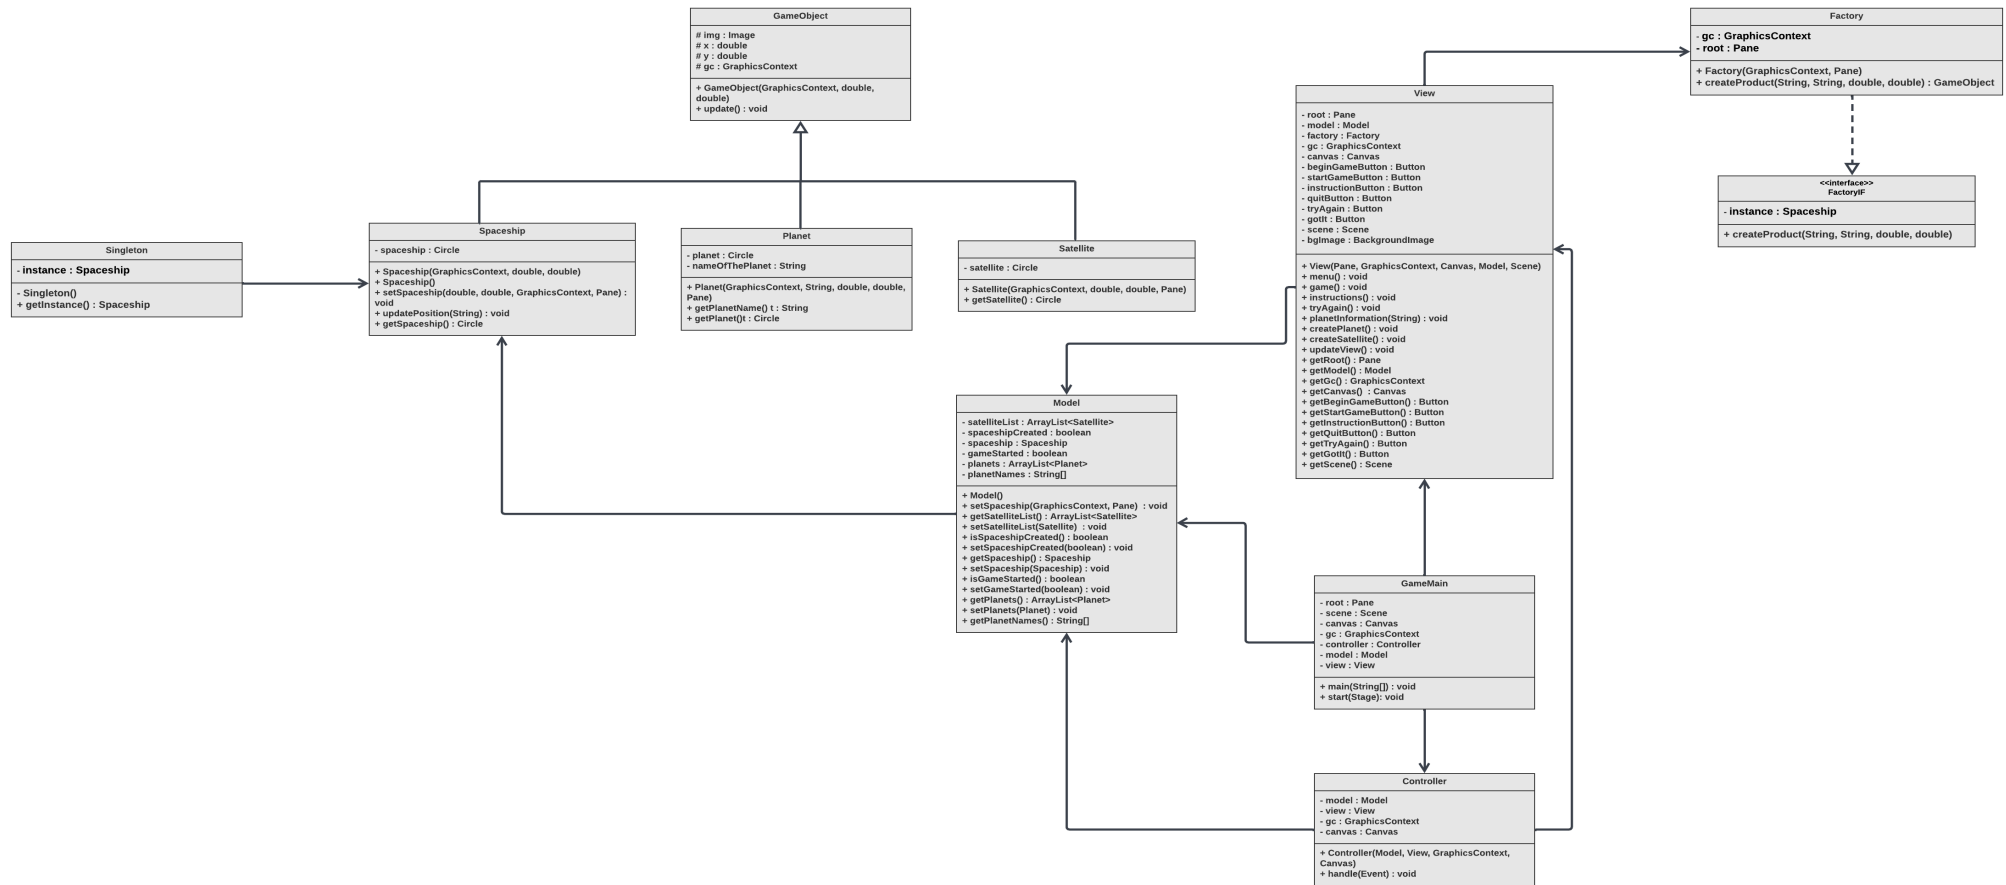 GameObject
# img : Image
# x : double
# y : double
# gc : GraphicsContext
+ GameObject(GraphicsContext, double,
double)
+ update() : void
Factory
- gc : GraphicsContext
- root : Pane
+ Factory(GraphicsContext, Pane)
+ createProduct(String, String, double, double) : GameObject
View
- root : Pane
- model : Model
- factory : Factory
- gc : GraphicsContext
- canvas : Canvas
- beginGameButton : Button
- startGameButton : Button
- instructionButton : Button
- quitButton : Button
- tryAgain : Button
- gotIt : Button
- scene : Scene
- bgImage : BackgroundImage
+ View(Pane, GraphicsContext, Canvas, Model, Scene)
+ menu() : void
+ game() : void
+ instructions() : void
+ tryAgain() : void
+ planetInformation(String) : void
+ createPlanet() : void
+ createSatellite() : void
+ updateView() : void
+ getRoot() : Pane
+ getModel() : Model
+ getGc() : GraphicsContext
+ getCanvas()  : Canvas
+ getBeginGameButton() : Button
+ getStartGameButton() : Button
+ getInstructionButton() : Button
+ getQuitButton() : Button
+ getTryAgain() : Button
+ getGotIt() : Button
+ getScene() : Scene
<<interface>>
FactoryIF
- instance : Spaceship
+ createProduct(String, String, double, double)
Singleton
- instance : Spaceship
- Singleton()
+ getInstance() : Spaceship
Spaceship
- spaceship : Circle
+ Spaceship(GraphicsContext, double, double)
+ Spaceship()
+ setSpaceship(double, double, GraphicsContext, Pane) :
void
+ updatePosition(String) : void
+ getSpaceship() : Circle
Planet
- planet : Circle
- nameOfThePlanet : String
+ Planet(GraphicsContext, String, double, double,
Pane)
+ getPlanetName() t : String
+ getPlanet()t : Circle
Satellite
- satellite : Circle
+ Satellite(GraphicsContext, double, double, Pane)
+ getSatellite() : Circle
Model
- satelliteList : ArrayList<Satellite>
- spaceshipCreated : boolean
- spaceship : Spaceship
- gameStarted : boolean
- planets : ArrayList<Planet>
- planetNames : String[]
+ Model()
+ setSpaceship(GraphicsContext, Pane)  : void
+ getSatelliteList() : ArrayList<Satellite>
+ setSatelliteList(Satellite)  : void
+ isSpaceshipCreated() : boolean
+ setSpaceshipCreated(boolean) : void
+ getSpaceship() : Spaceship
+ setSpaceship(Spaceship) : void
+ isGameStarted() : boolean
+ setGameStarted(boolean) : void
+ getPlanets() : ArrayList<Planet>
+ setPlanets(Planet) : void
+ getPlanetNames() : String[]
GameMain
- root : Pane
- scene : Scene
- canvas : Canvas
- gc : GraphicsContext
- controller : Controller
- model : Model
- view : View
+ main(String[]) : void
+ start(Stage): void
Controller
- model : Model
- view : View
- gc : GraphicsContext
- canvas : Canvas
+ Controller(Model, View, GraphicsContext,
Canvas)
+ handle(Event) : void